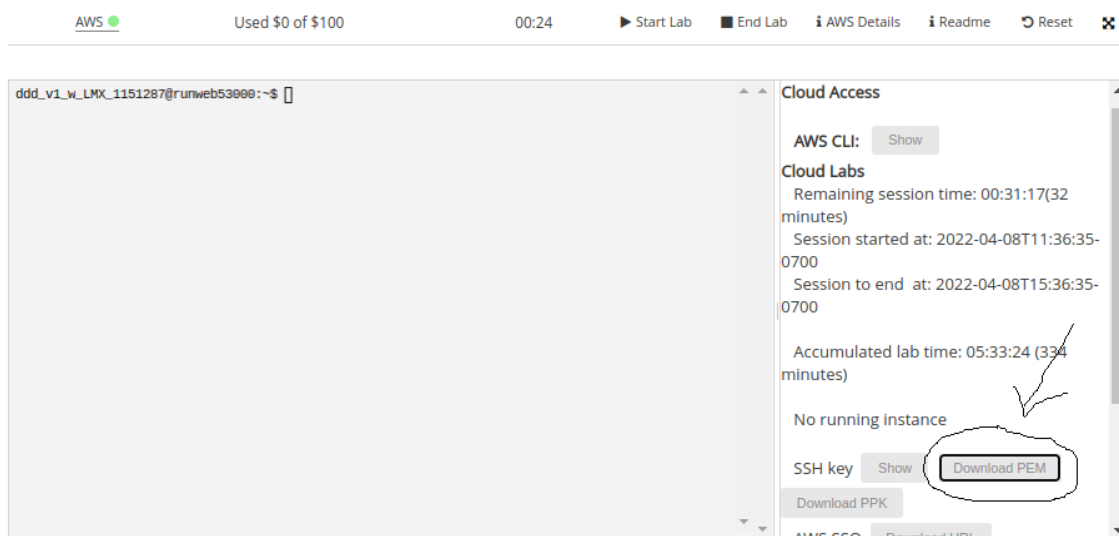 AWS Used $0 of $100 00:24 Start Lab End Lab AWS Details Readme Reset
ddd_v1_w_LMX_1151287@runweb53000:~$
Cloud Access
AWS CLI: Show
Cloud Labs
Remaining session time: 00:31:17(32
minutes)
Session started at: 2022-04-08T11:36:35-
0700
Session to end at: 2022-04-08T15:36:35-
0700
Accumulated lab time: 05:33:24 (334
minutes)
No running instance
SSH key Show Download PEM
Download PPK
AWS SSO Download URL